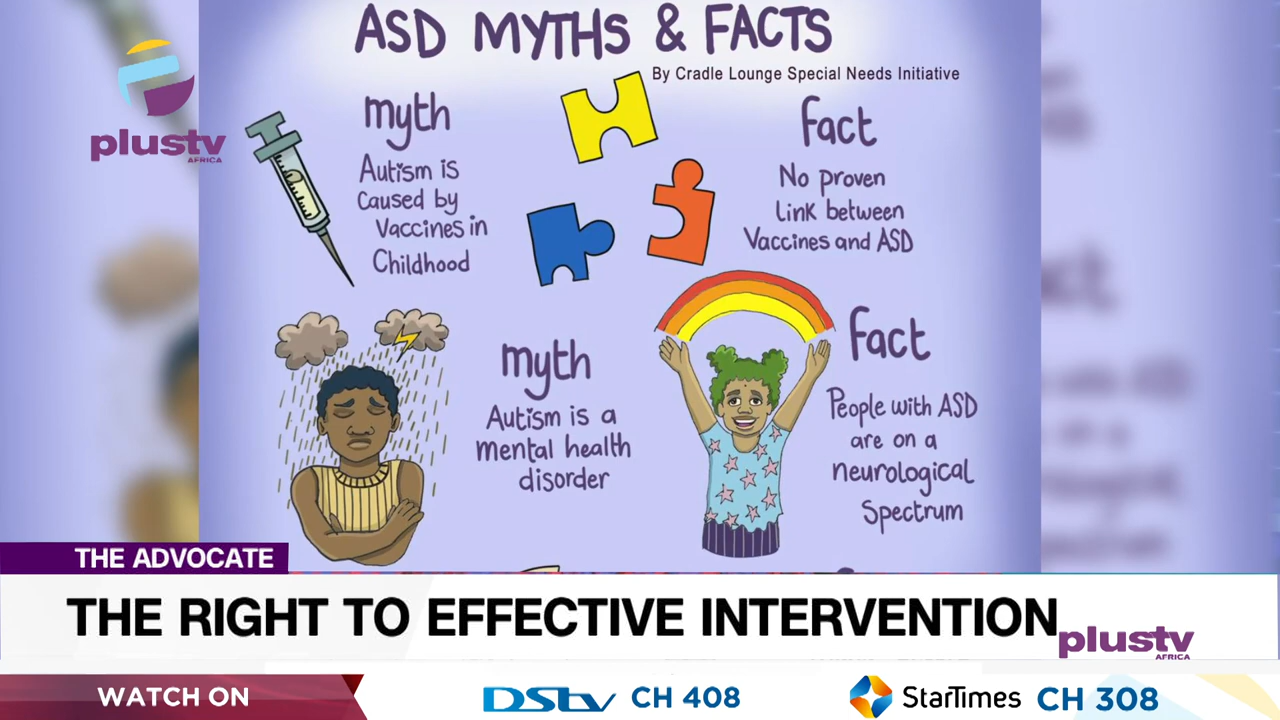 ASD MYTHS & FACTS
By Cradle Lounge Special Needs Initiative
plustv
AFRICA
myth
Autism is
Caused by
Vaccines in
Childhood
fact
No proven
Link between
Vaccines and ASD
myth
Autism is a
mental health
disorder
fact
People with ASD
are on a
neurological
Spectrum
THE ADVOCATE
THE RIGHT TO EFFECTIVE INTERVENTION
plustv
AFRICA
WATCH ON
DStv CH 408
StarTimes CH 308